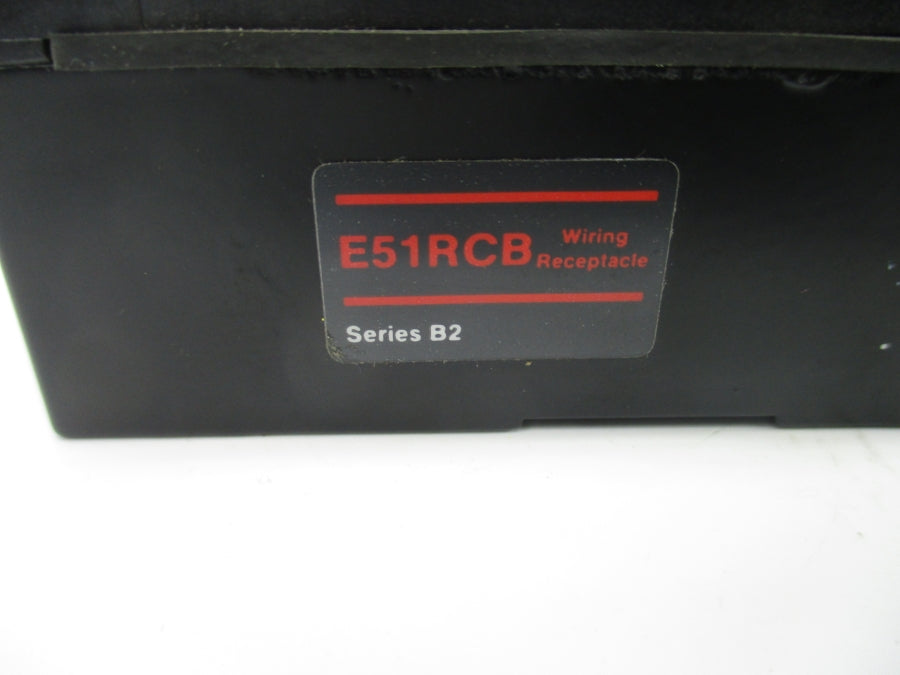 E51RCB Wiring Receptacle
Series B2